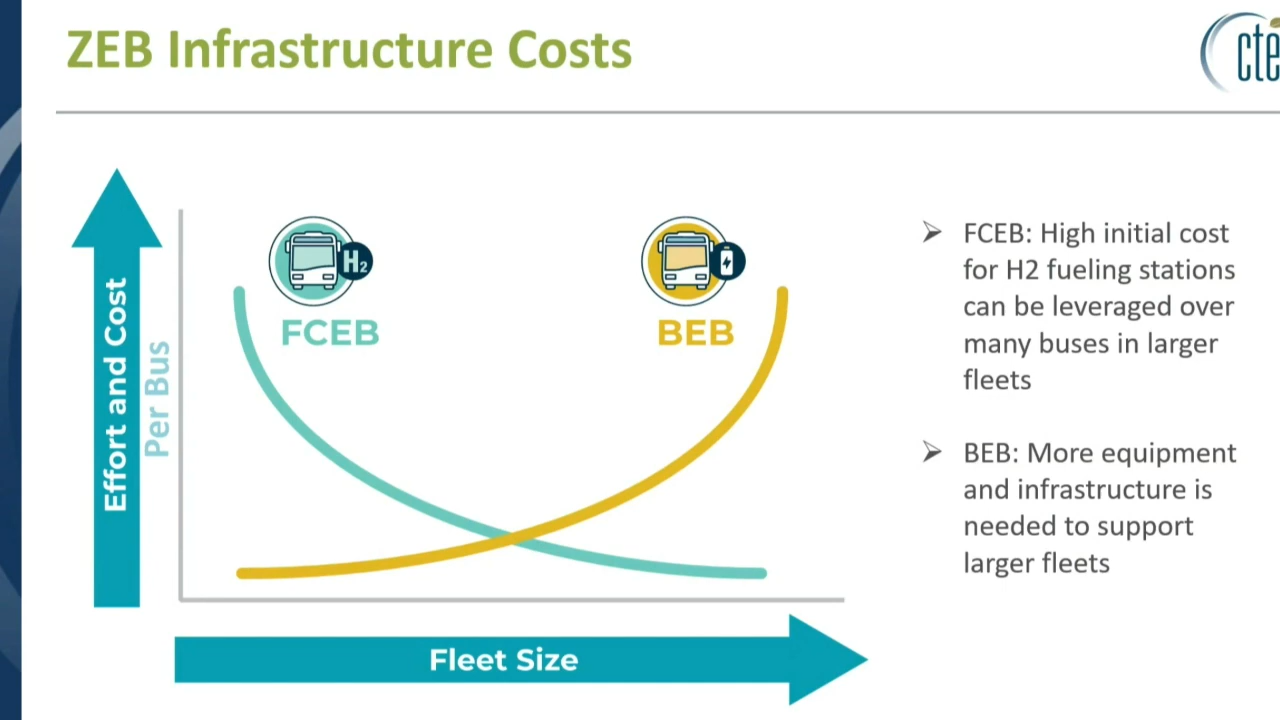 ZEB Infrastructure Costs
cte
Effort and Cost
Per Bus
H2
FCEB
BEB
Fleet Size
➢ FCEB: High initial cost
for H2 fueling stations
can be leveraged over
many buses in larger
fleets
➢ BEB: More equipment
and infrastructure is
needed to support
larger fleets